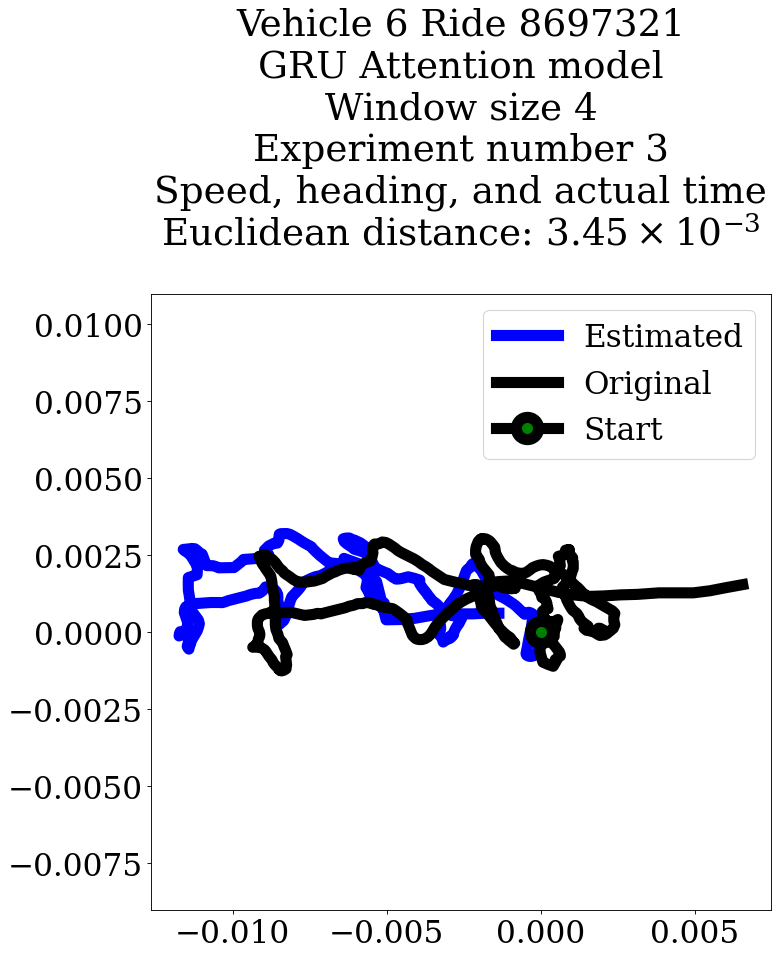 Vehicle 6 Ride 8697321
GRU Attention model
Window size 4
Experiment number 3
Speed, heading, and actual time
Euclidean distance: 3.45 × 10⁻³
Estimated
Original
Start
0.0100
0.0075
0.0050
0.0025
0.0000
−0.0025
−0.0050
−0.0075
−0.010 −0.005 0.000 0.005